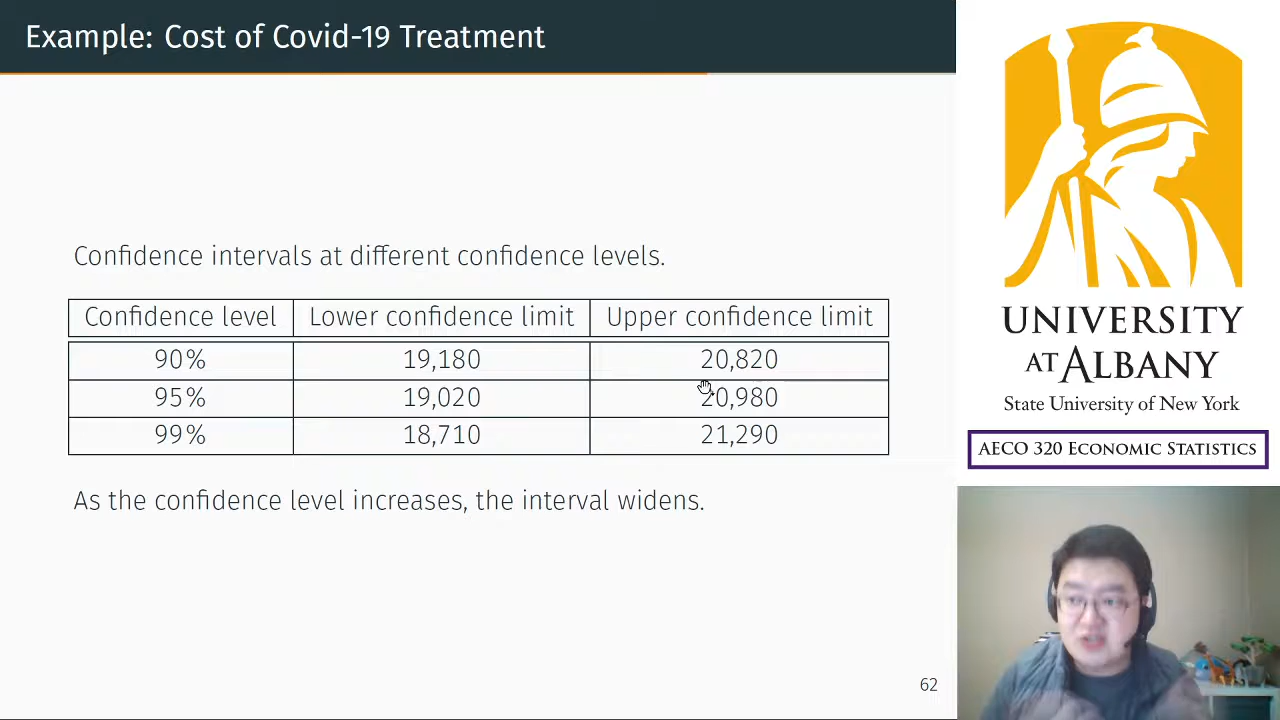 Example: Cost of Covid-19 Treatment
Confidence intervals at different confidence levels.
Confidence level Lower confidence limit Upper confidence limit
90% 19,180 20,820
95% 19,020 20,980
99% 18,710 21,290
As the confidence level increases, the interval widens.
62
UNIVERSITY
AT ALBANY
State University of New York
AECO 320 ECONOMIC STATISTICS